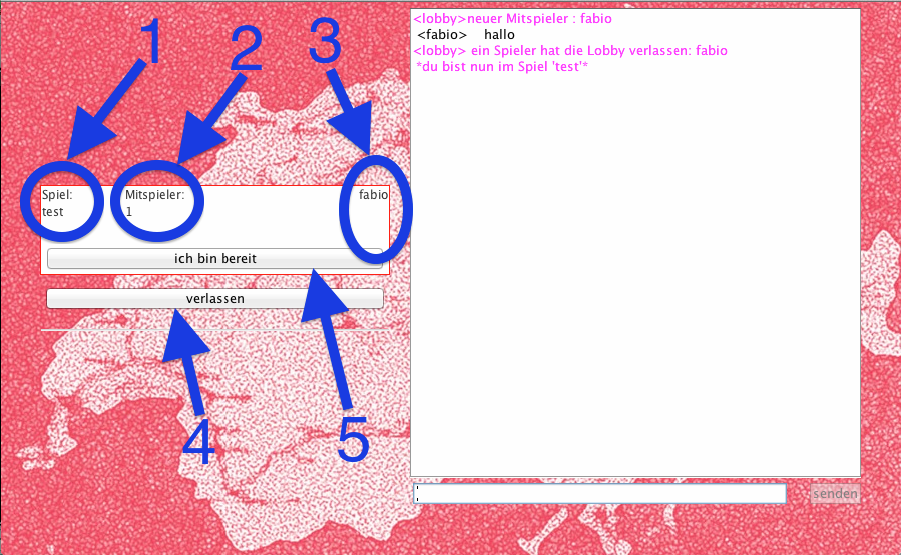 1
2
3
Spiel:
test
Mitspieler:
1
fabio
ich bin bereit
verlassen
4
5
<lobby>neuer Mitspieler : fabio
<fabio> hallo
<lobby> ein Spieler hat die Lobby verlassen: fabio
*du bist nun im Spiel 'test'*
senden